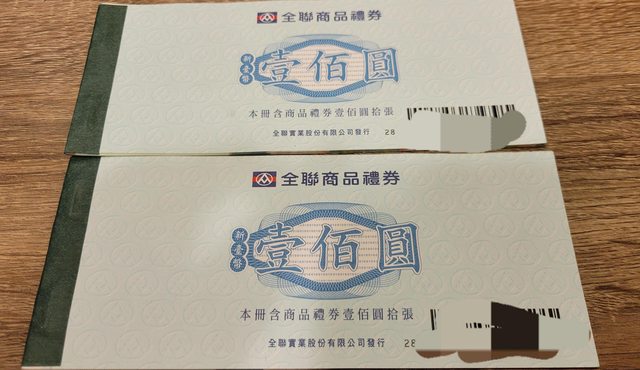 全聯商品禮券
新臺幣
壹佰圓
本冊含商品禮券壹佰圓拾張
全聯實業股份有限公司發行 28
全聯商品禮券
新臺幣
壹佰圓
本冊含商品禮券壹佰圓拾張
全聯實業股份有限公司發行 28